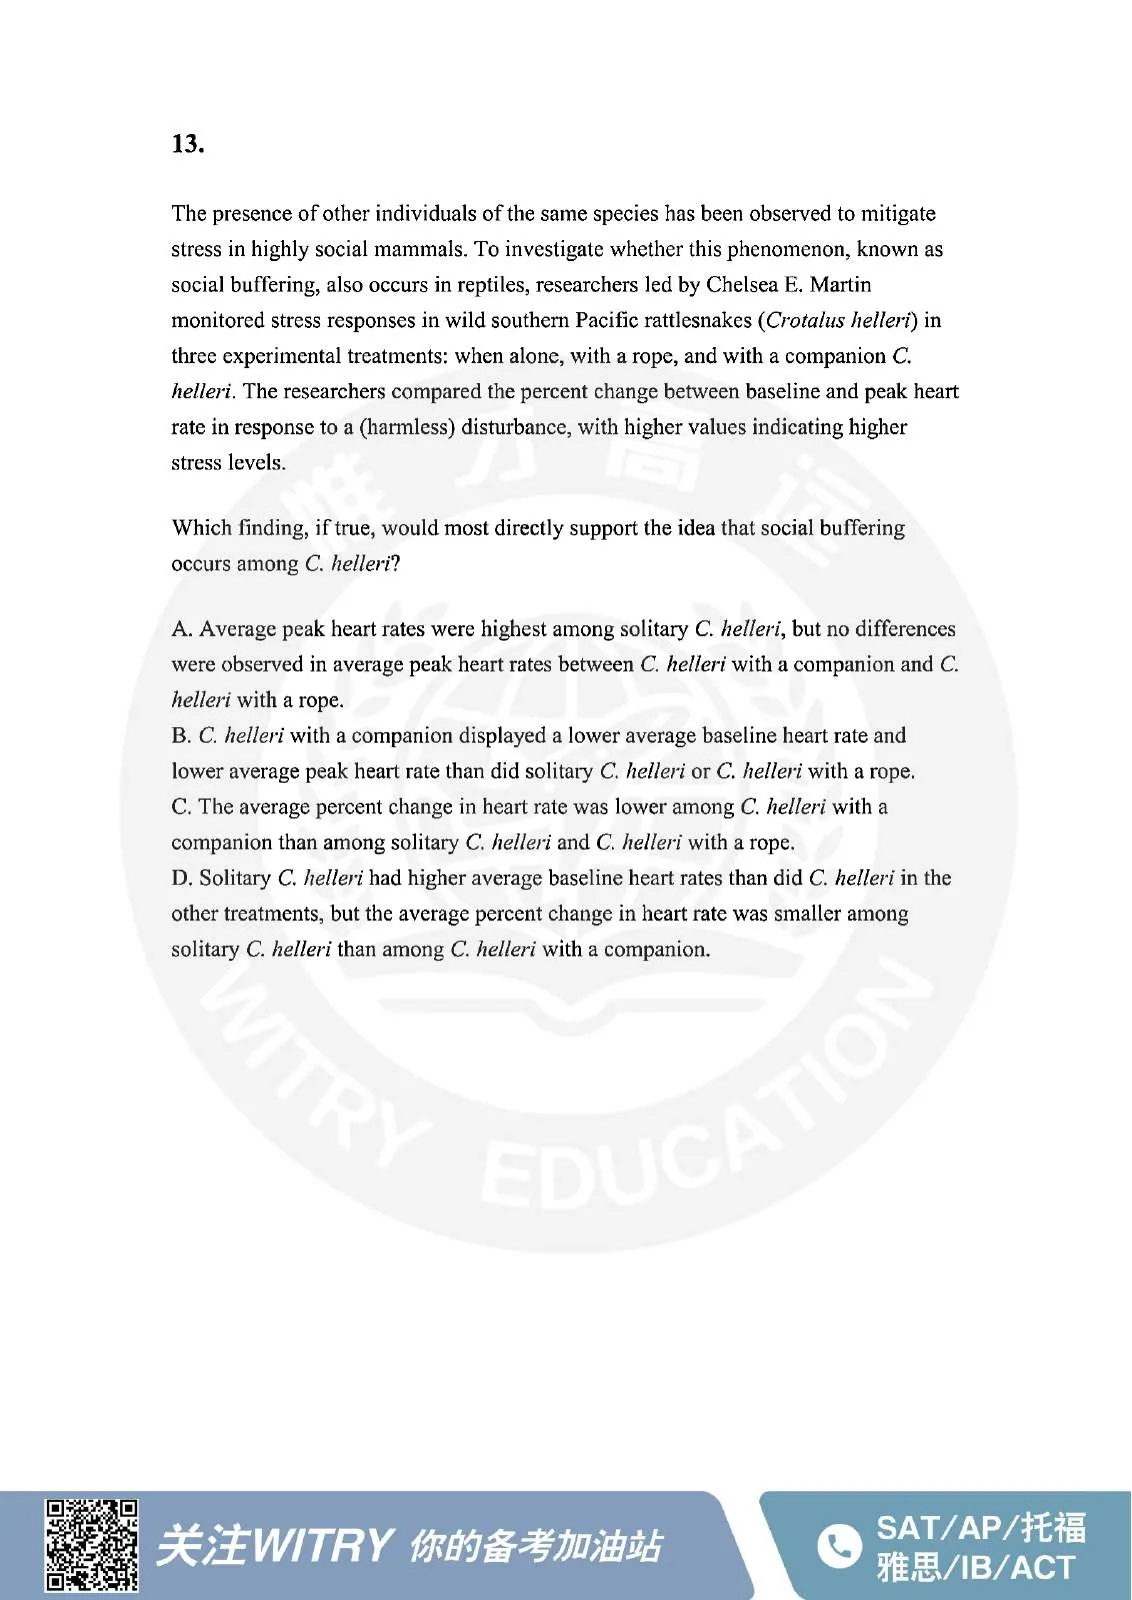 13.
The presence of other individuals of the same species has been observed to mitigate
stress in highly social mammals. To investigate whether this phenomenon, known as
social buffering, also occurs in reptiles, researchers led by Chelsea E. Martin
monitored stress responses in wild southern Pacific rattlesnakes (Crotalus helleri) in
three experimental treatments: when alone, with a rope, and with a companion C.
helleri. The researchers compared the percent change between baseline and peak heart
rate in response to a (harmless) disturbance, with higher values indicating higher
stress levels.
Which finding, if true, would most directly support the idea that social buffering
occurs among C. helleri?
A. Average peak heart rates were highest among solitary C. helleri, but no differences
were observed in average peak heart rates between C. helleri with a companion and C.
helleri with a rope.
B. C. helleri with a companion displayed a lower average baseline heart rate and
lower average peak heart rate than did solitary C. helleri or C. helleri with a rope.
C. The average percent change in heart rate was lower among C. helleri with a
companion than among solitary C. helleri and C. helleri with a rope.
D. Solitary C. helleri had higher average baseline heart rates than did C. helleri in the
other treatments, but the average percent change in heart rate was smaller among
solitary C. helleri than among C. helleri with a companion.
惟力高远
WITRY EDUCATION
关注WITRY 你的备考加油站
SAT/AP/托福
雅思/IB/ACT